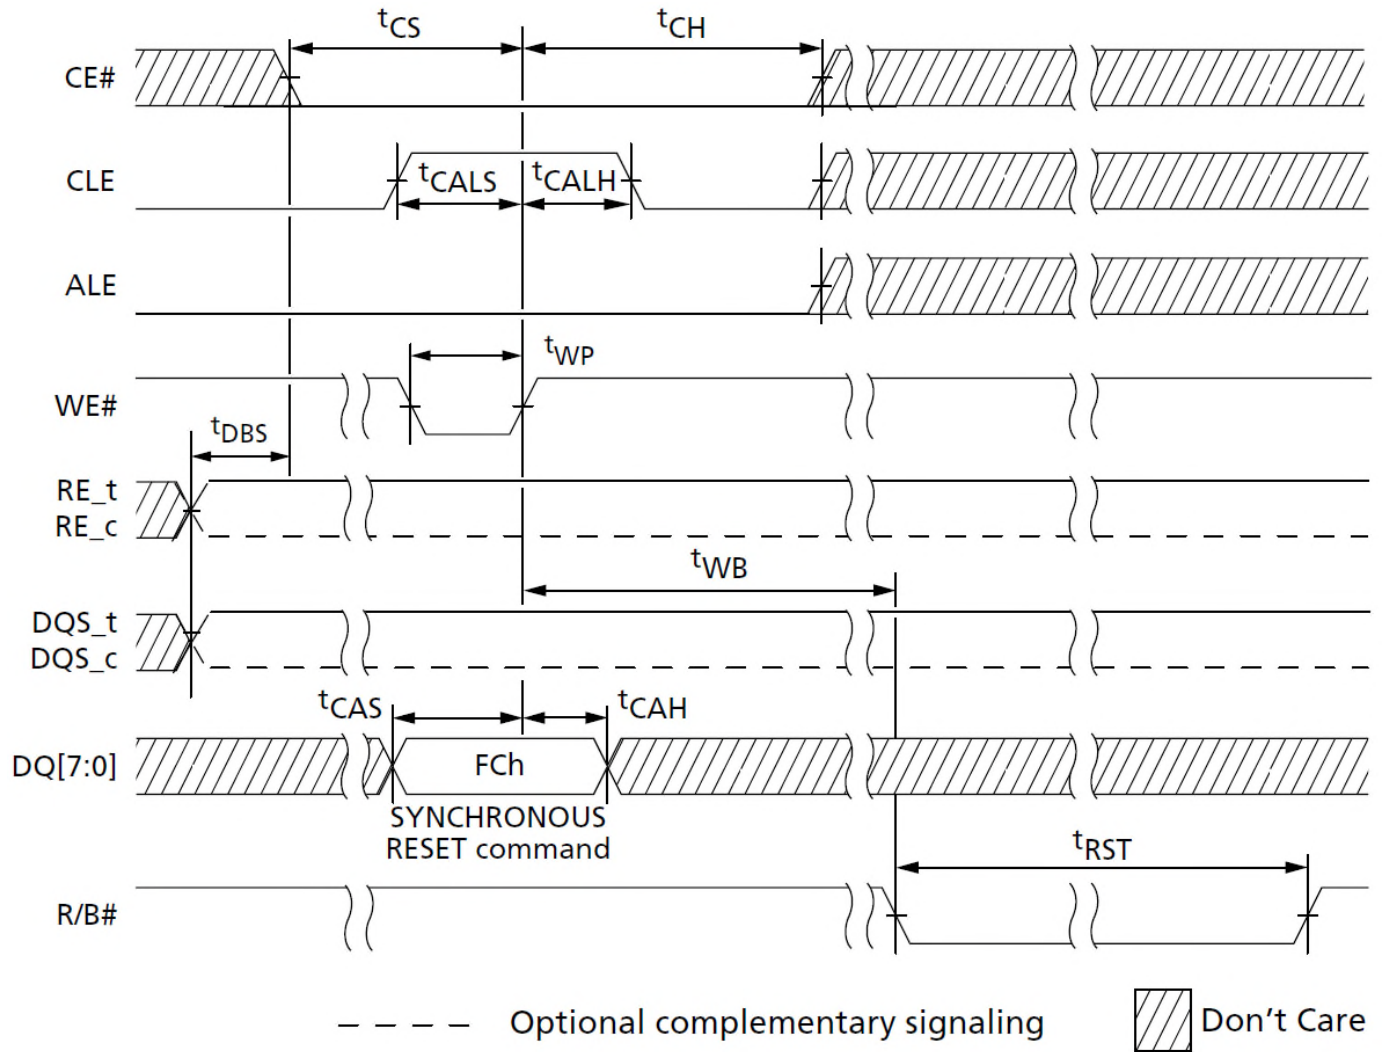 tCS
tCH
CE#
CLE
tCALS
tCALH
ALE
tWP
WE#
tDBS
RE_t
RE_c
tWB
DQS_t
DQS_c
tCAS
tCAH
DQ[7:0]
FCh
SYNCHRONOUS
RESET command
tRST
R/B#
Optional complementary signaling
Don't Care